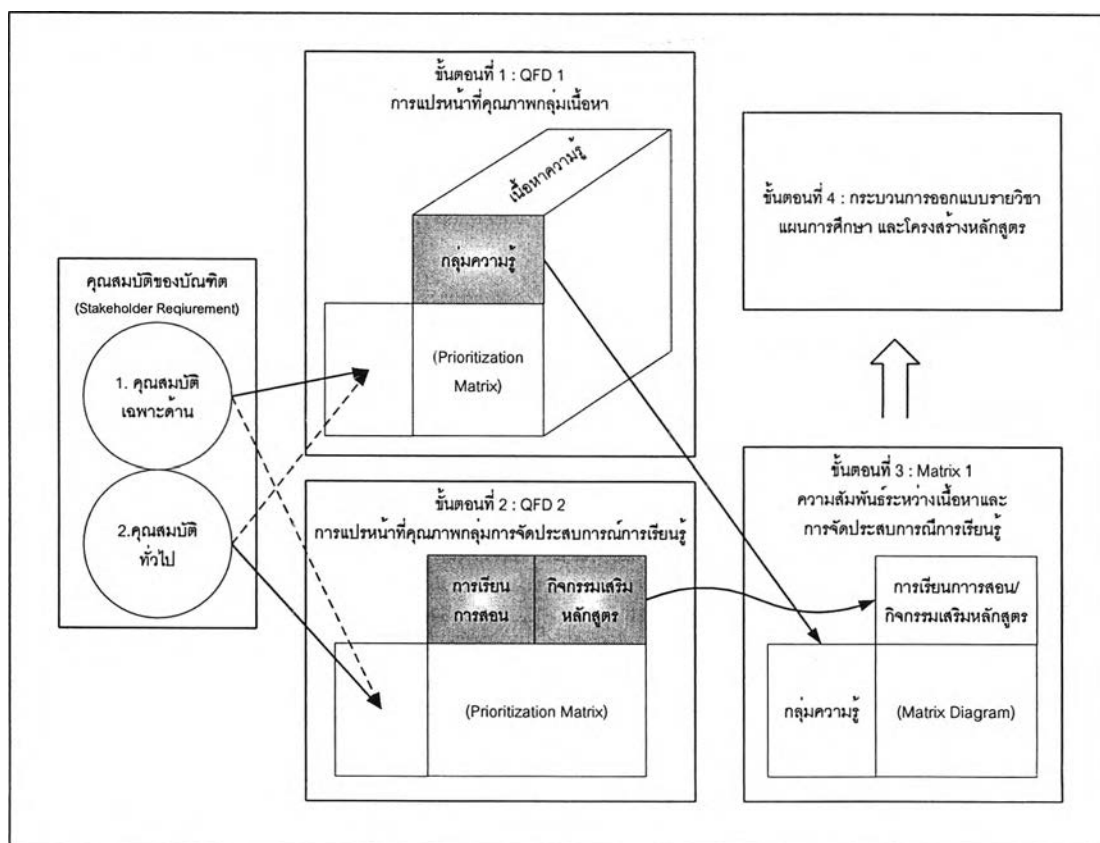 ขั้นตอนที่ 1 : QFD 1
การแปรหน้าที่คุณภาพกลุ่มเนื้อหา
เนื้อหาความรู้
กลุ่มความรู้
(Prioritization
Matrix)
คุณสมบัติของบัณฑิต
(Stakeholder Reqiurement)
1. คุณสมบัติ
เฉพาะด้าน
2.คุณสมบัติ
ทั่วไป
ขั้นตอนที่ 2 : QFD 2
การแปรหน้าที่คุณภาพกลุ่มการจัดประสบการณ์การเรียนรู้
การเรียน
การสอน
กิจกรรมเสริม
หลักสูตร
(Prioritization Matrix)
ขั้นตอนที่ 4 : กระบวนการออกแบบรายวิชา
แผนการศึกษา และโครงสร้างหลักสูตร
ขั้นตอนที่ 3 : Matrix 1
ความสัมพันธ์ระหว่างเนื้อหาและ
การจัดประสบการณืการเรียนรู้
การเรียนกาารสอน/
กิจกรรมเสริมหลักสูตร
กลุ่มความรู้
(Matrix Diagram)